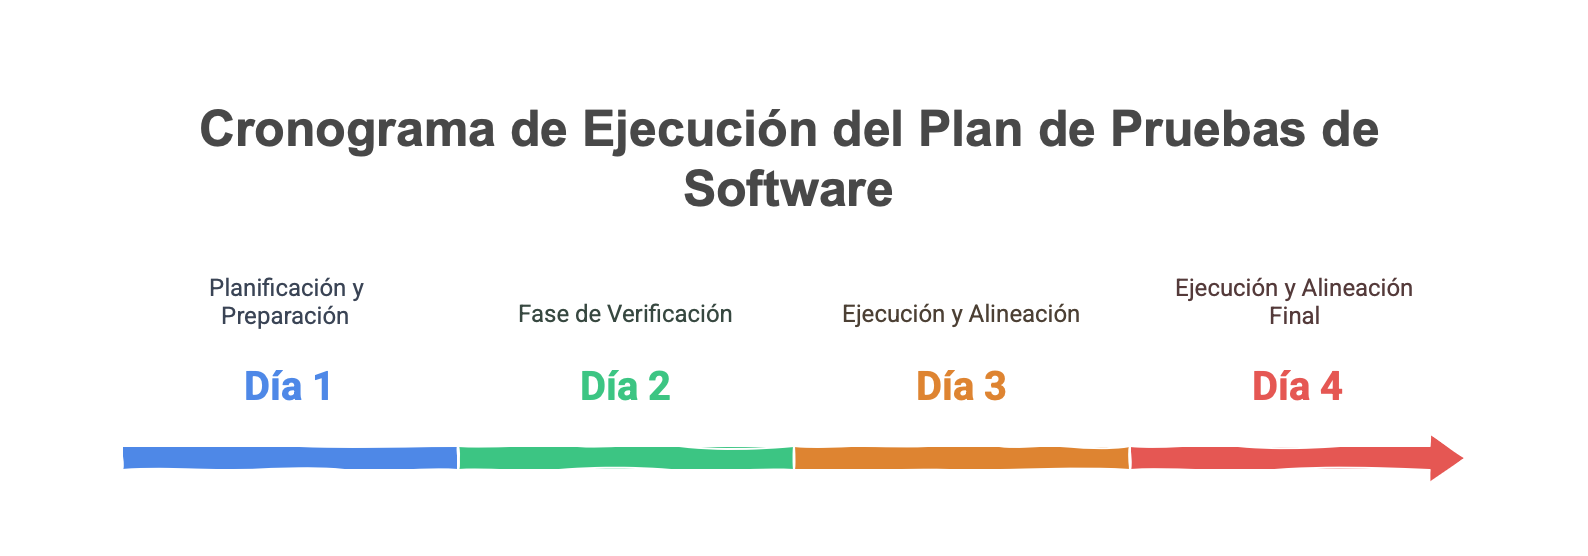 Cronograma de Ejecución del Plan de Pruebas de
Software
Planificación y
Preparación
Día 1
Fase de Verificación
Día 2
Ejecución y Alineación
Día 3
Ejecución y Alineación
Final
Día 4